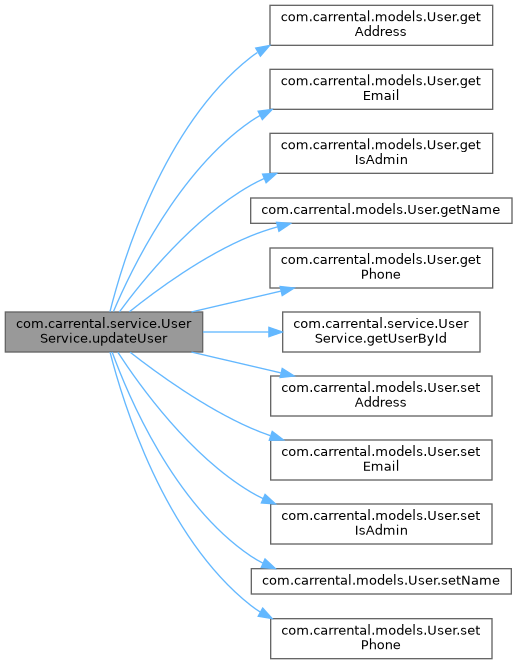 com.carrental.models.User.get
Address
com.carrental.models.User.get
Email
com.carrental.models.User.get
IsAdmin
com.carrental.models.User.getName
com.carrental.models.User.get
Phone
com.carrental.service.User
Service.updateUser
com.carrental.service.User
Service.getUserById
com.carrental.models.User.set
Address
com.carrental.models.User.set
Email
com.carrental.models.User.set
IsAdmin
com.carrental.models.User.setName
com.carrental.models.User.set
Phone